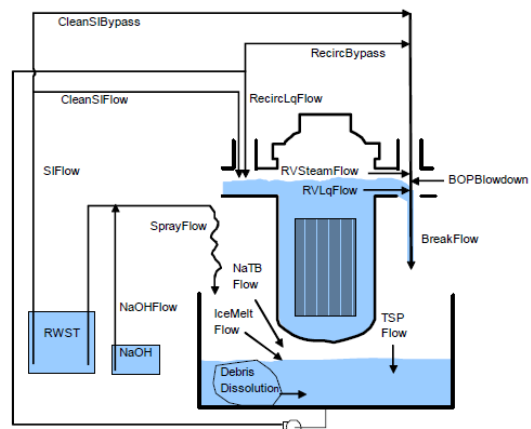 CleanSIBypass
RecircBypass
CleanSIFlow
RecircLqFlow
SIFlow
RVSteamFlow
BOPBlowdown
RVLqFlow
SprayFlow
BreakFlow
NaTB
Flow
NaOHFlow
IceMelt
Flow
TSP
Flow
RWST
NaOH
Debris
Dissolution